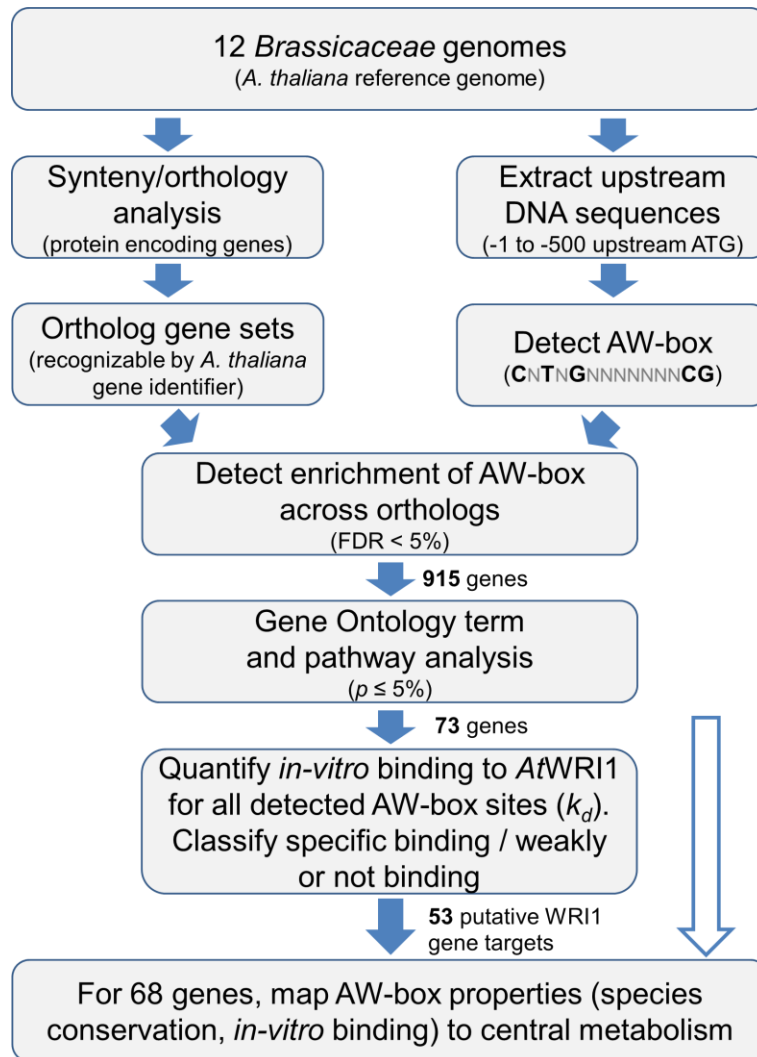 12 Brassicaceae genomes
(A. thaliana reference genome)
Synteny/orthology
analysis
(protein encoding genes)
Extract upstream
DNA sequences
(-1 to -500 upstream ATG)
Ortholog gene sets
(recognizable by A. thaliana
gene identifier)
Detect AW-box
(CNTNGNNNNNNNCG)
Detect enrichment of AW-box
across orthologs
(FDR < 5%)
915 genes
Gene Ontology term
and pathway analysis
(p ≤ 5%)
73 genes
Quantify in-vitro binding to AtWRI1
for all detected AW-box sites (kd).
Classify specific binding / weakly
or not binding
53 putative WRI1
gene targets
For 68 genes, map AW-box properties (species
conservation, in-vitro binding) to central metabolism